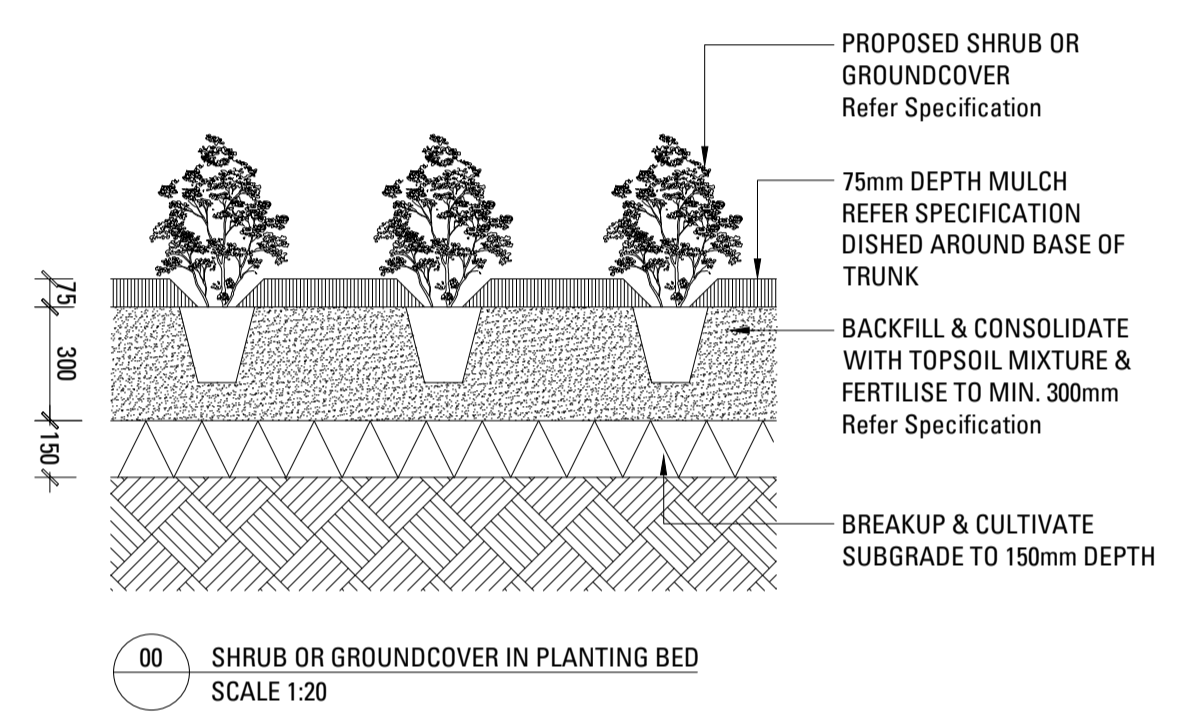 PROPOSED SHRUB OR
GROUNDCOVER
Refer Specification
75mm DEPTH MULCH
REFER SPECIFICATION
DISHED AROUND BASE OF
TRUNK
75
300
150
BACKFILL & CONSOLIDATE
WITH TOPSOIL MIXTURE &
FERTILISE TO MIN. 300mm
Refer Specification
BREAKUP & CULTIVATE
SUBGRADE TO 150mm DEPTH
00
SHRUB OR GROUNDCOVER IN PLANTING BED
SCALE 1:20